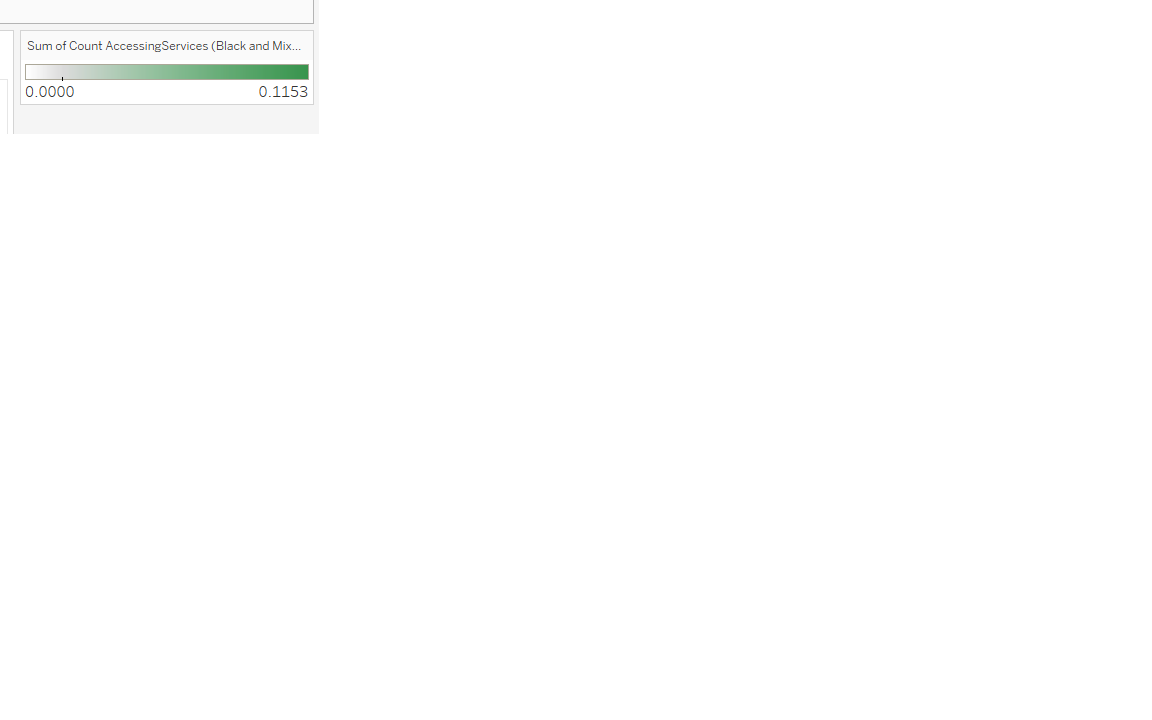 Sum of Count AccessingServices (Black and Mix...
0.0000 0.1153